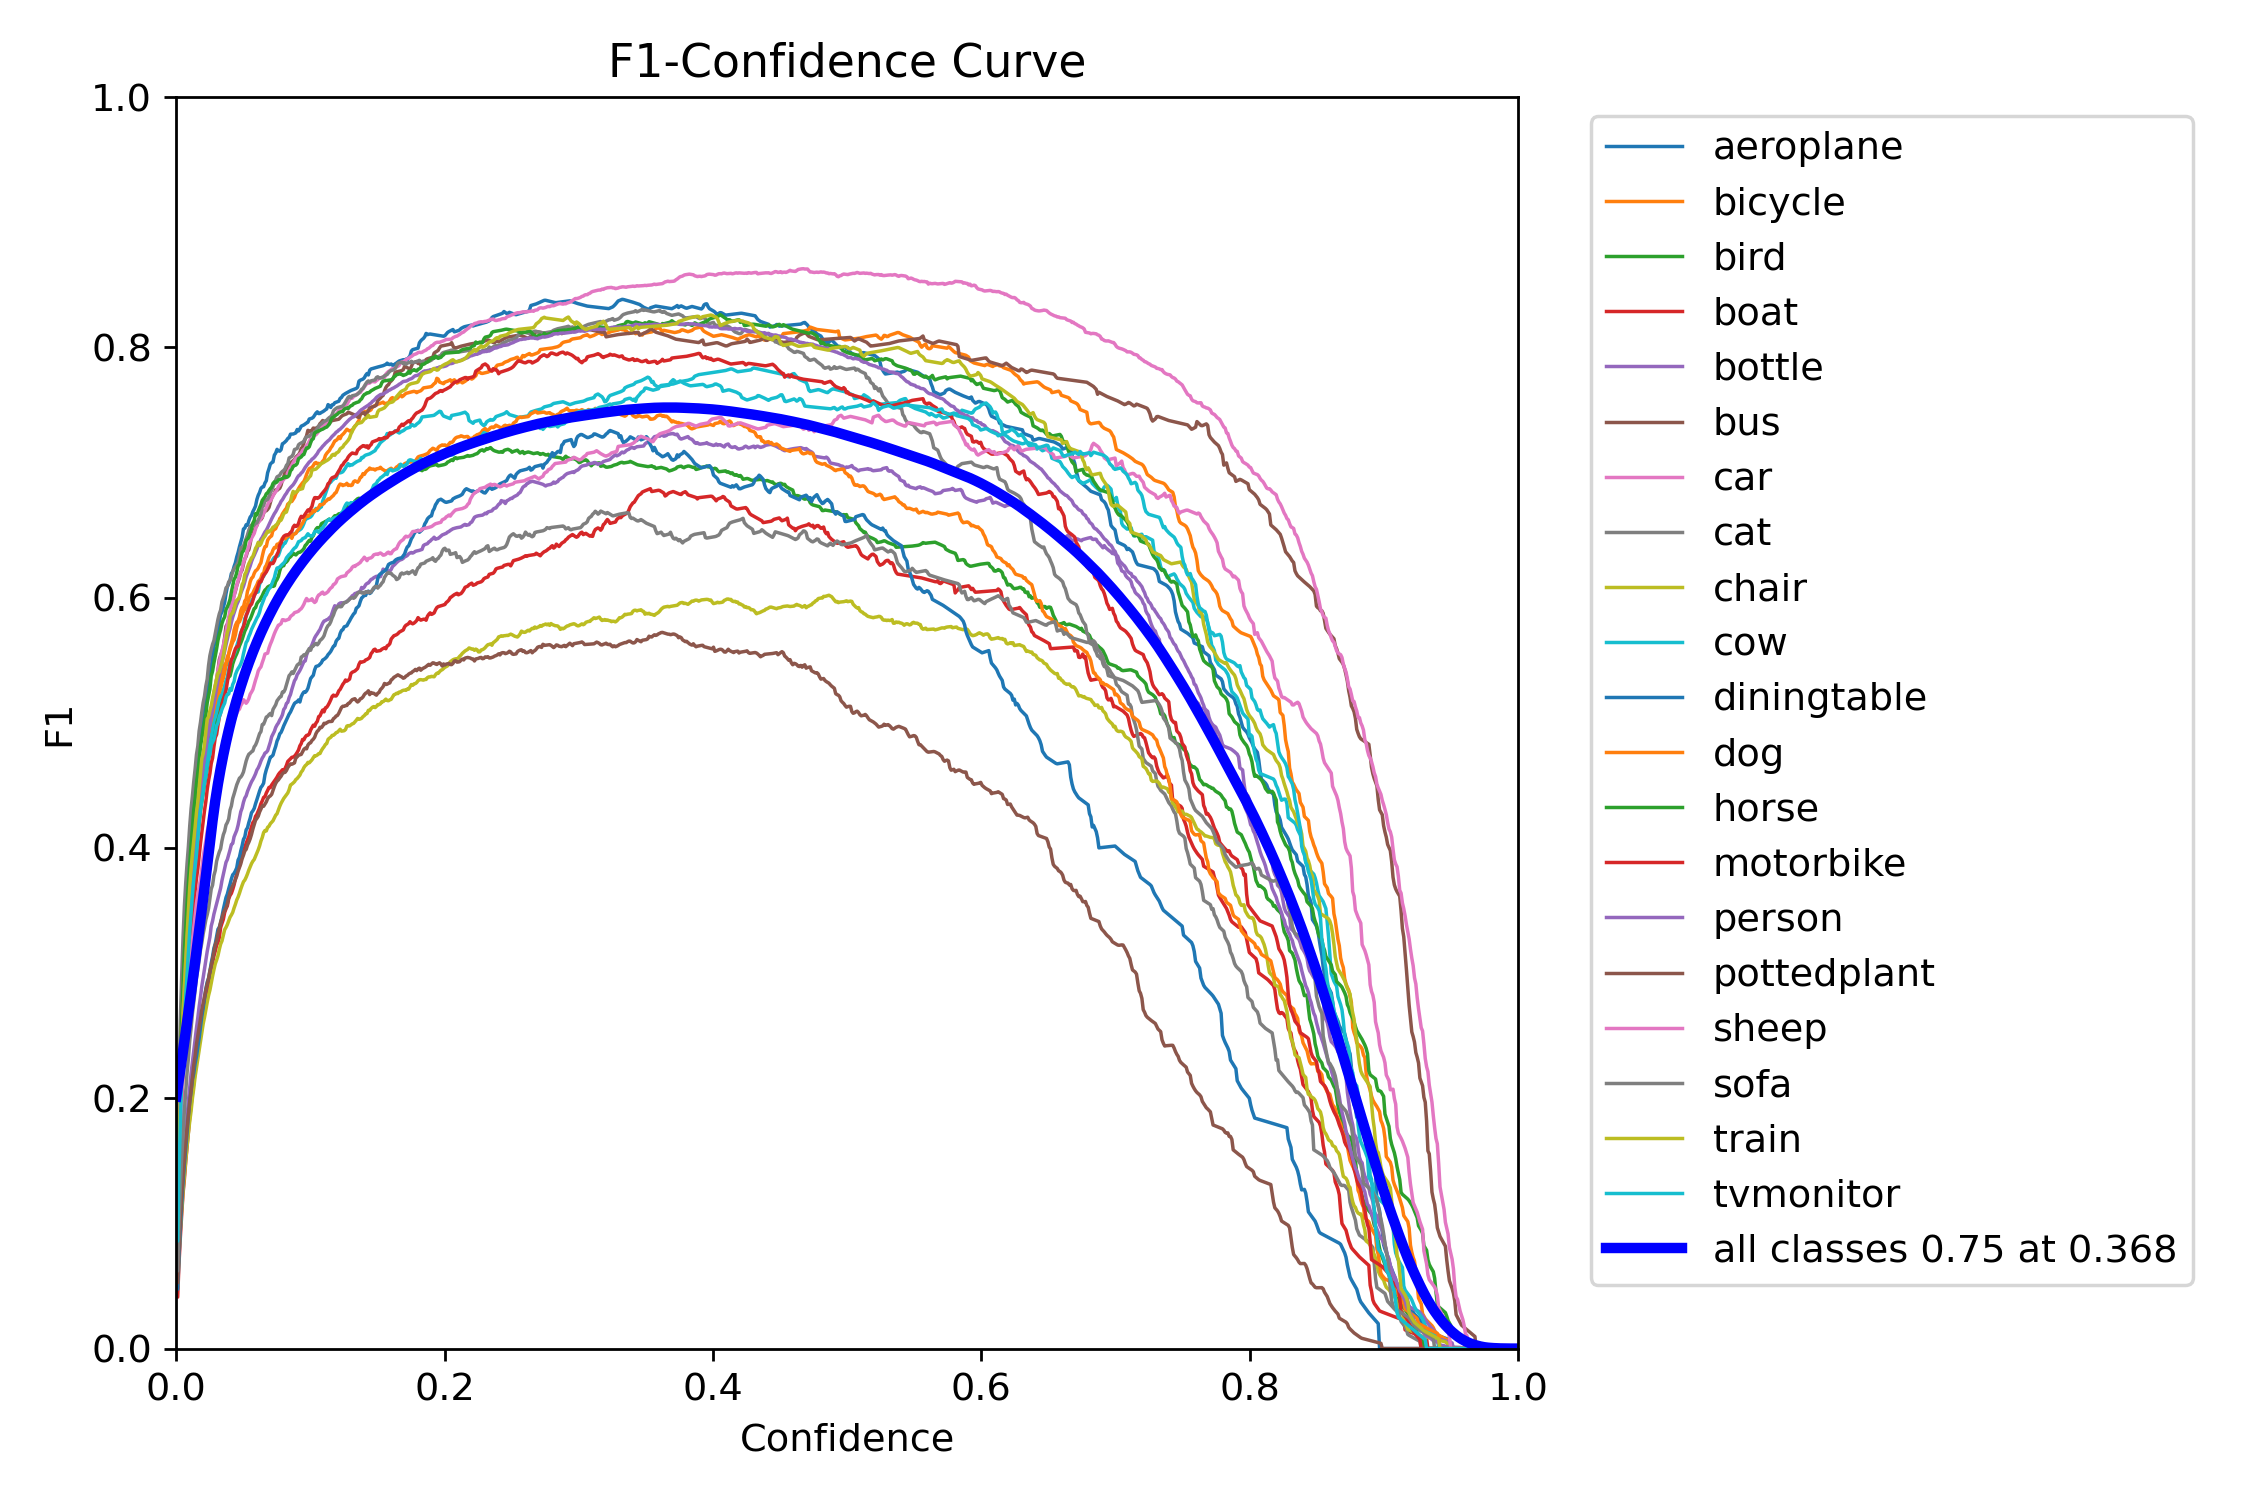 F1-Confidence Curve
1.0
0.8
0.6
0.4
0.2
0.0
F1
0.0 0.2 0.4 0.6 0.8 1.0
Confidence
aeroplane
bicycle
bird
boat
bottle
bus
car
cat
chair
cow
diningtable
dog
horse
motorbike
person
pottedplant
sheep
sofa
train
tvmonitor
all classes 0.75 at 0.368